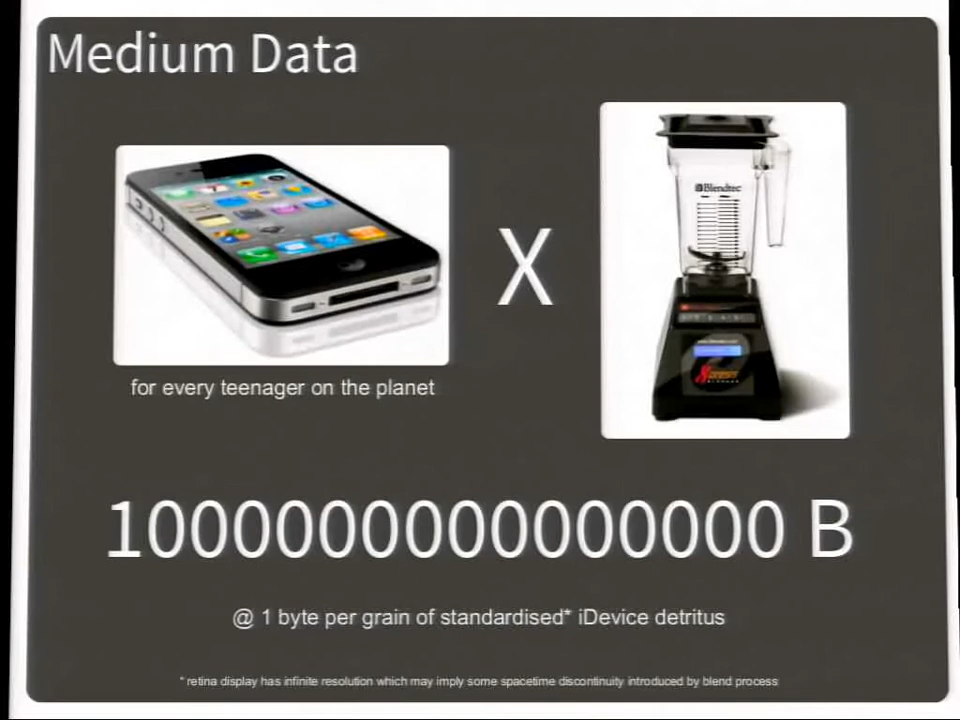 Medium Data
Blendtec
X
for every teenager on the planet
1000000000000000 B
@ 1 byte per grain of standardised* iDevice detritus
* retina display has infinite resolution which may imply some spacetime discontinuity introduced by blend process